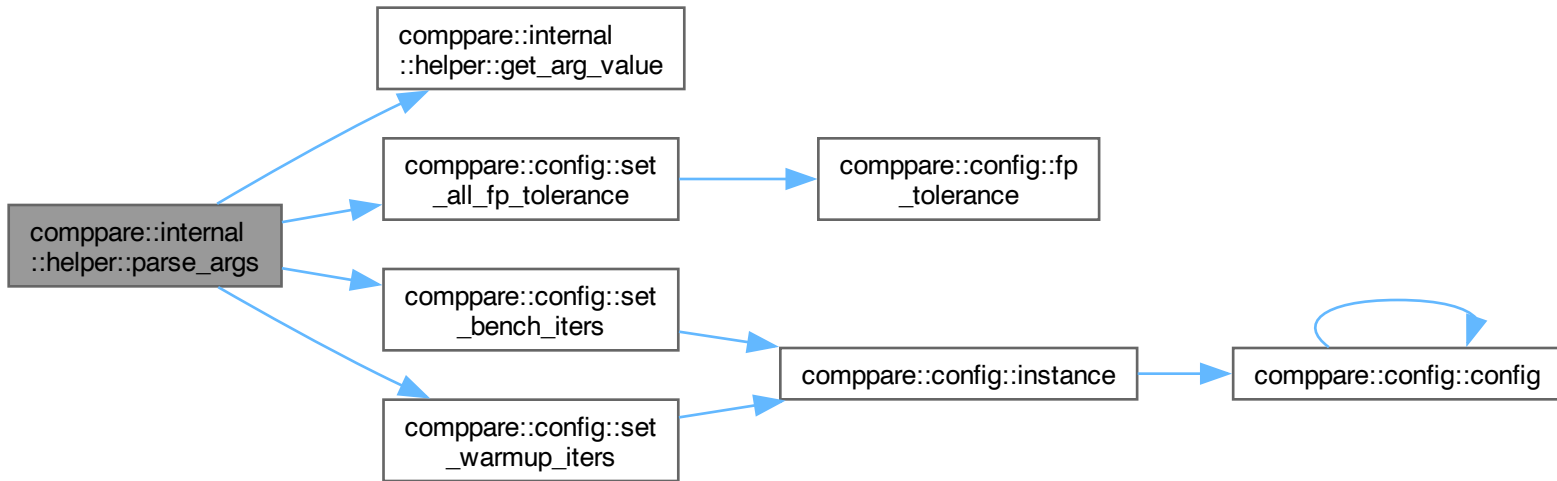 comppare::internal
::helper::parse_args
comppare::internal
::helper::get_arg_value
comppare::config::set
_all_fp_tolerance
comppare::config::fp
_tolerance
comppare::config::set
_bench_iters
comppare::config::set
_warmup_iters
comppare::config::instance
comppare::config::config